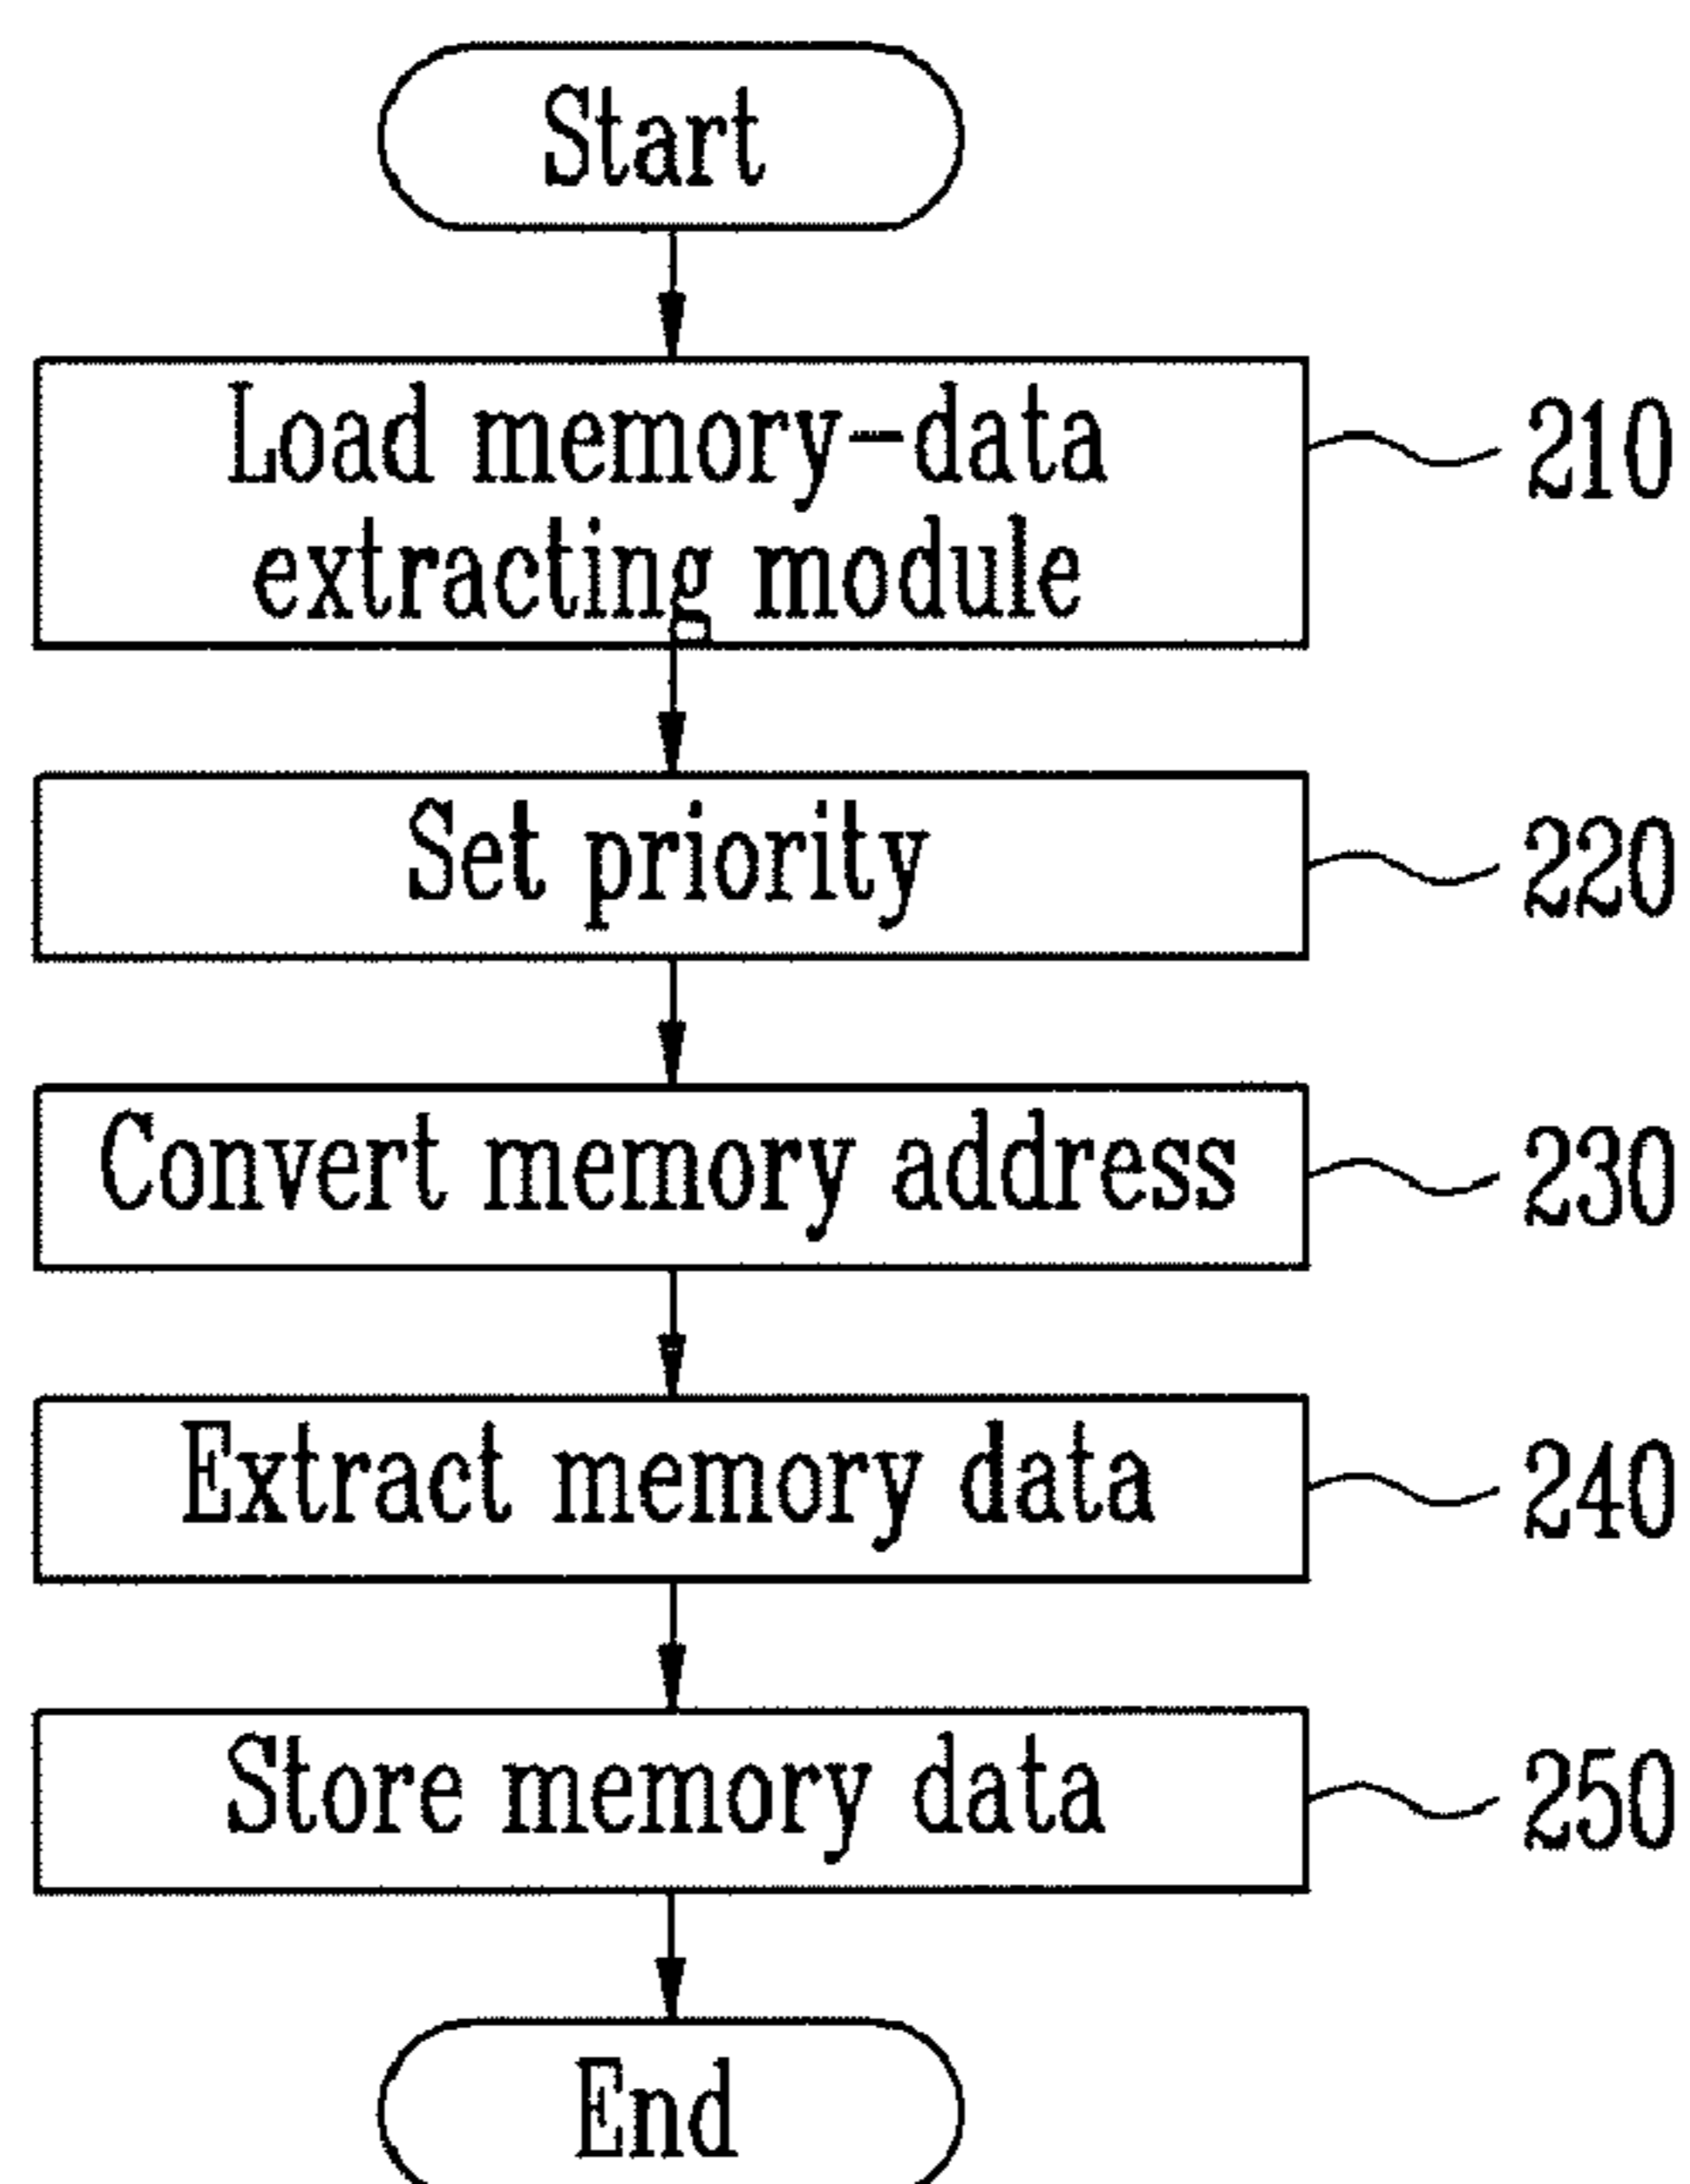 Start
Load memory-data
extracting module
210
Set priority
220
Convert memory address
230
Extract memory data
240
Store memory data
250
End